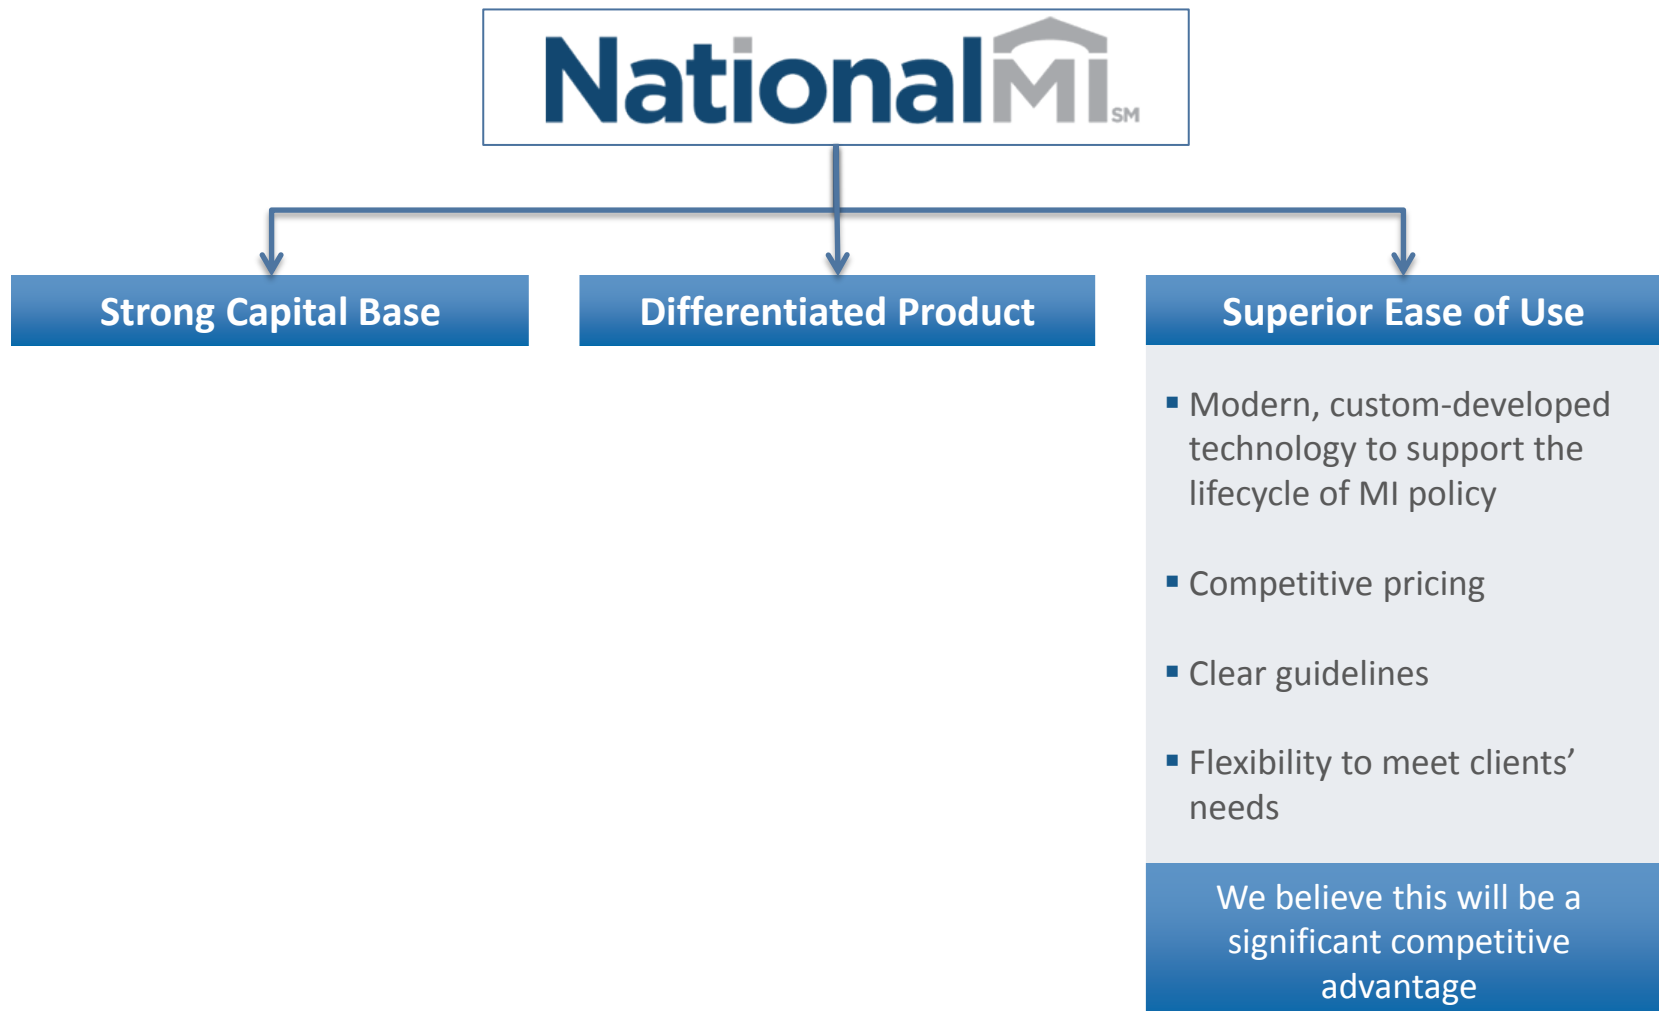 NationalMI SM
Strong Capital Base
Differentiated Product
Superior Ease of Use
▪ Modern, custom-developed
technology to support the
lifecycle of MI policy
▪ Competitive pricing
▪ Clear guidelines
▪ Flexibility to meet clients’
needs
We believe this will be a
significant competitive
advantage